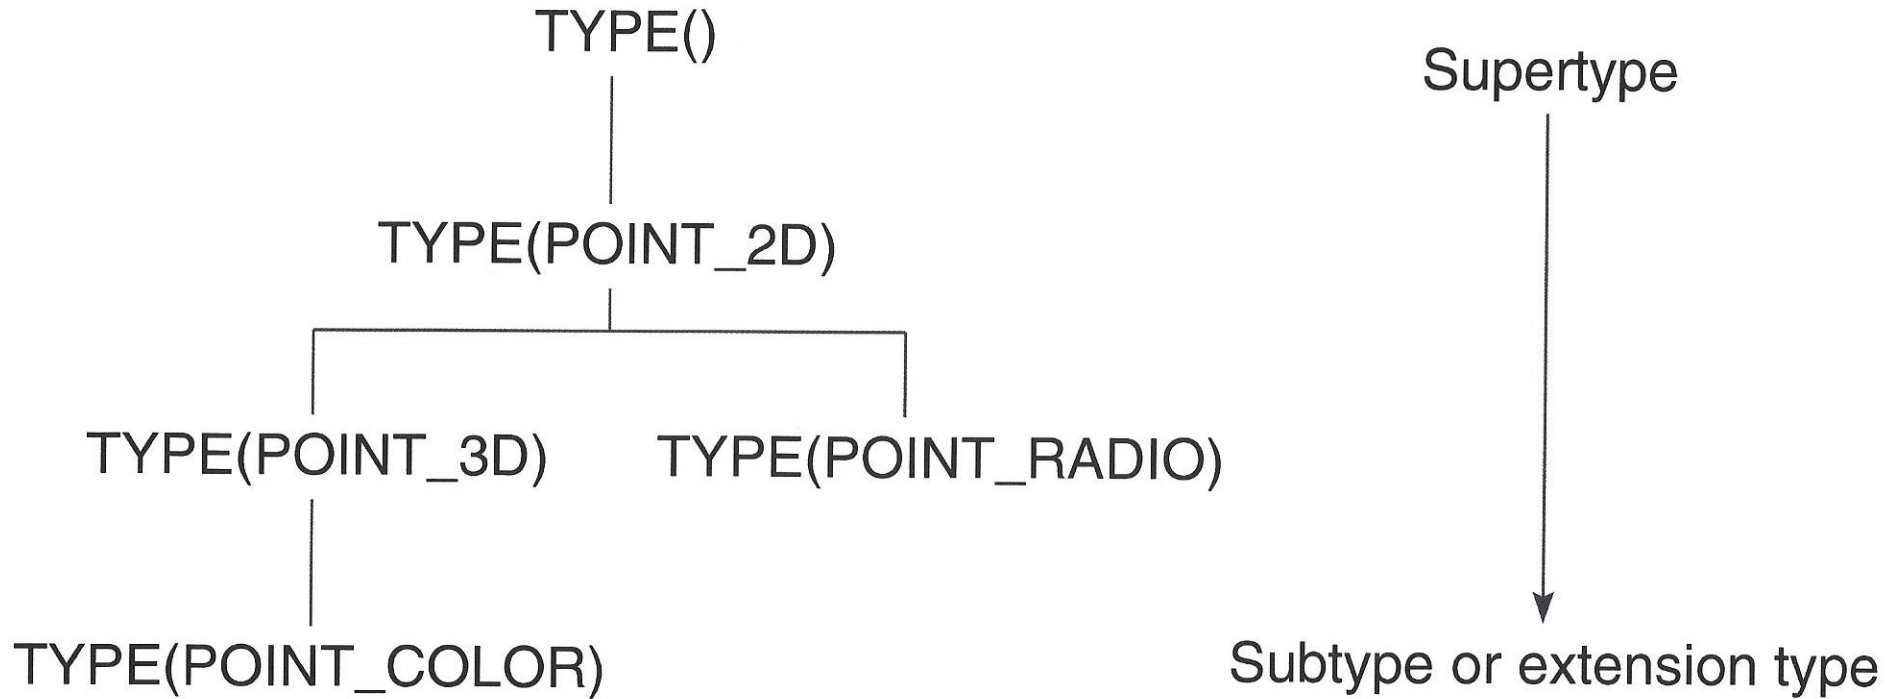 TYPE()
Supertype
TYPE(POINT_2D)
TYPE(POINT_3D)
TYPE(POINT_RADIO)
TYPE(POINT_COLOR)
Subtype or extension type